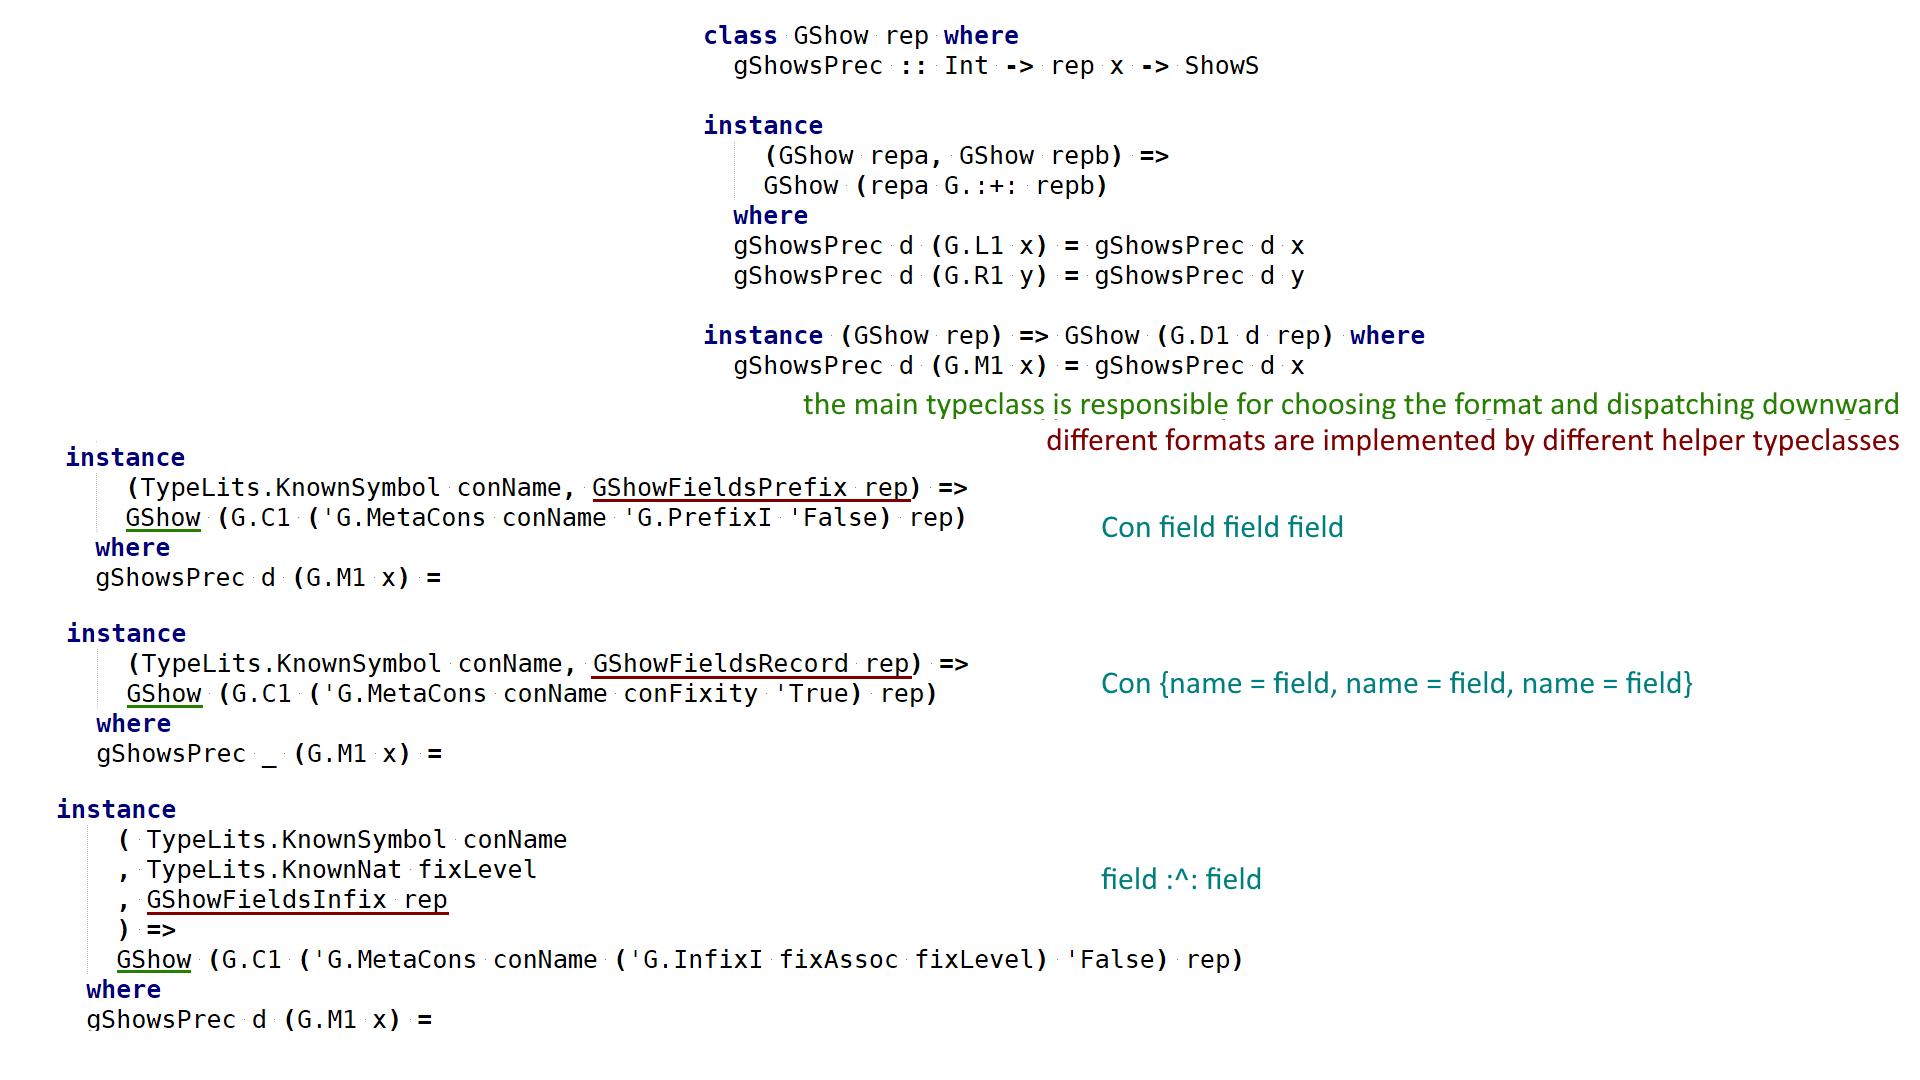 class GShow rep where
gShowsPrec :: Int -> rep x -> ShowS
instance
(GShow repa, GShow repb) =>
GShow (repa G.:+: repb)
where
gShowsPrec d (G.L1 x) = gShowsPrec d x
gShowsPrec d (G.R1 y) = gShowsPrec d y
instance (GShow rep) => GShow (G.D1 d rep) where
gShowsPrec d (G.M1 x) = gShowsPrec d x
the main typeclass is responsible for choosing the format and dispatching downward
different formats are implemented by different helper typeclasses
instance
(TypeLits.KnownSymbol conName, GShowFieldsPrefix rep) =>
GShow (G.C1 ('G.MetaCons conName 'G.PrefixI 'False) rep)
where
gShowsPrec d (G.M1 x) =
Con field field field
instance
(TypeLits.KnownSymbol conName, GShowFieldsRecord rep) =>
GShow (G.C1 ('G.MetaCons conName conFixity 'True) rep)
where
gShowsPrec _ (G.M1 x) =
Con {name = field, name = field, name = field}
instance
( TypeLits.KnownSymbol conName
, TypeLits.KnownNat fixLevel
, GShowFieldsInfix rep
) =>
GShow (G.C1 ('G.MetaCons conName ('G.InfixI fixAssoc fixLevel) 'False) rep)
where
gShowsPrec d (G.M1 x) =
field :^: field